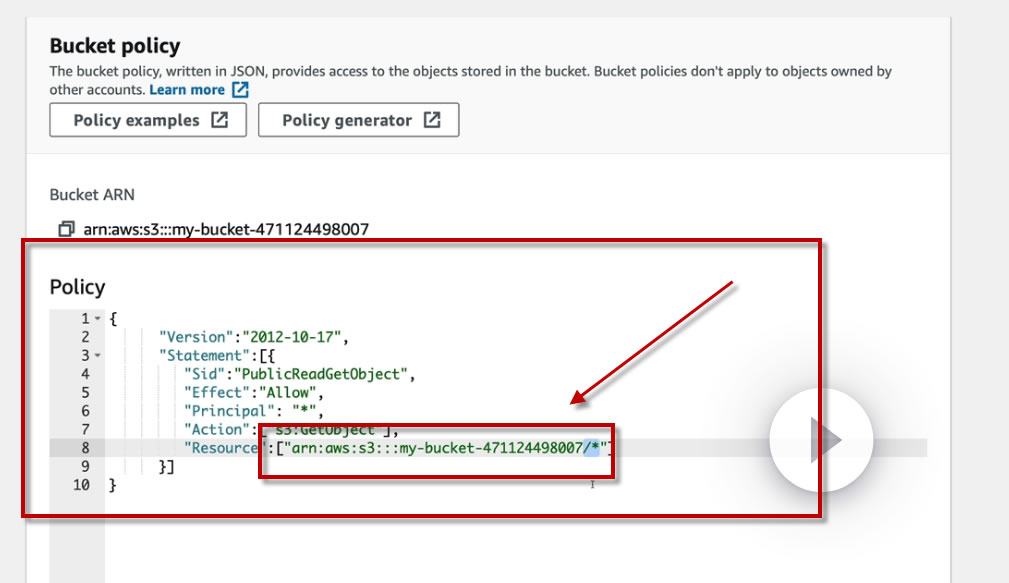 Bucket policy
The bucket policy, written in JSON, provides access to the objects stored in the bucket. Bucket policies don't apply to objects owned by
other accounts. Learn more
Policy examples Policy generator
Bucket ARN
arn:aws:s3:::my-bucket-471124498007
Policy
1 {
2 "Version":"2012-10-17",
3 "Statement":[{
4 "Sid":"PublicReadGetObject",
5 "Effect":"Allow",
6 "Principal": "*",
7 "Action":["s3:GetObject"],
8 "Resource":["arn:aws:s3:::my-bucket-471124498007/*"]
9 }]
10 }